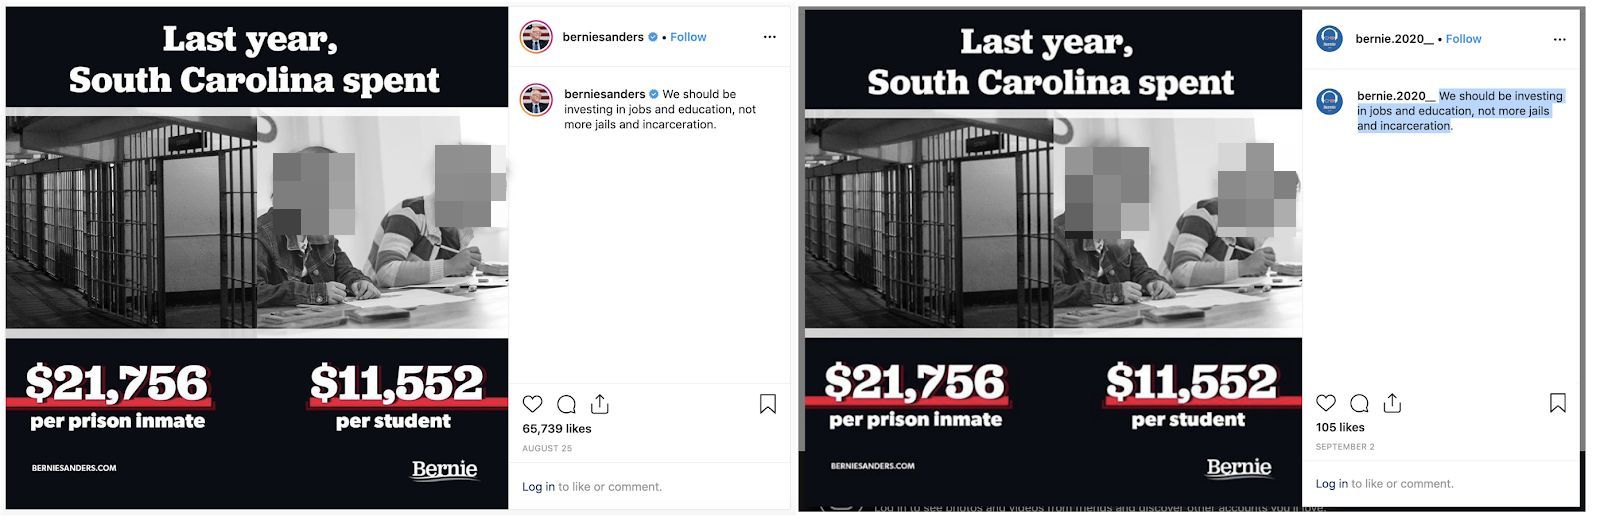 Last year,
South Carolina spent
$21,756
per prison inmate
$11,552
per student
BERNIESANDERS.COM
Bernie
berniesanders • Follow
berniesanders We should be
investing in jobs and education, not
more jails and incarceration.
65,739 likes
AUGUST 25
Log in to like or comment.
Last year,
South Carolina spent
$21,756
per prison inmate
$11,552
per student
BERNIESANDERS.COM
Bernie
Bernie
bernie.2020__ • Follow
bernie.2020__ We should be investing
in jobs and education, not more jails
and incarceration.
105 likes
SEPTEMBER 2
Log in to like or comment.
Log in to see photos and videos from friends and discover other accounts you'll love.